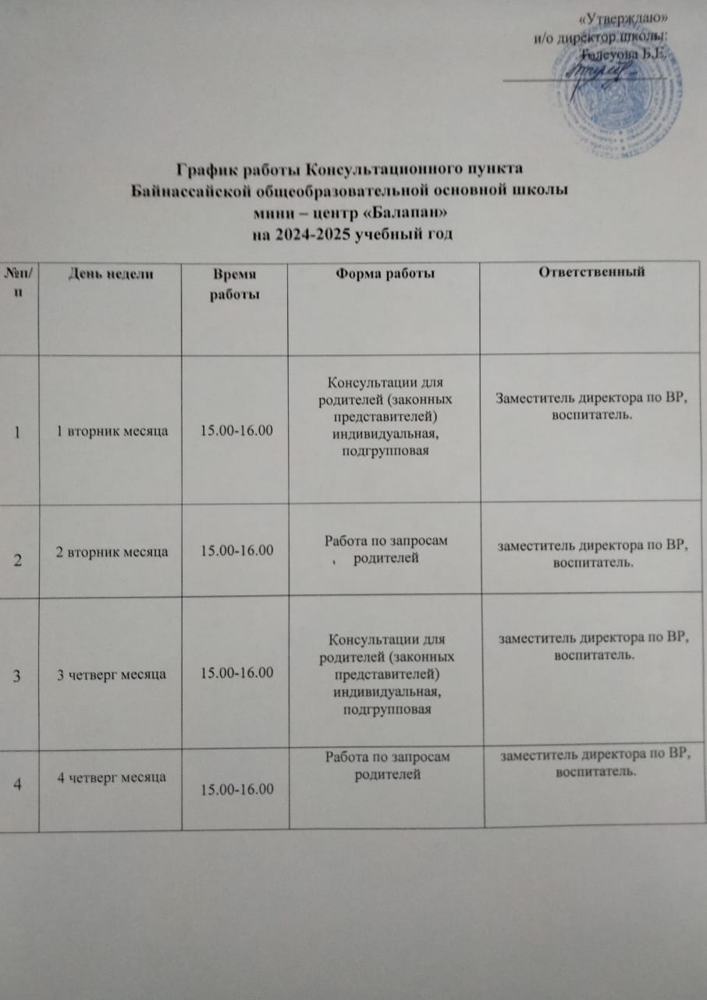 «Утверждаю»
и/о директор школы:
Толеуова Б.Е.
График работы Консультационного пункта
Байнассайской общеобразовательной основной школы
мини – центр «Балапан»
на 2024-2025 учебный год
№п/
п
День недели
Время
работы
Форма работы
Ответственный
1
1 вторник месяца
15.00-16.00
Консультации для
родителей (законных
представителей)
индивидуальная,
подгрупповая
Заместитель директора по ВР,
воспитатель.
2
2 вторник месяца
15.00-16.00
Работа по запросам
родителей
заместитель директора по ВР,
воспитатель.
3
3 четверг месяца
15.00-16.00
Консультации для
родителей (законных
представителей)
индивидуальная,
подгрупповая
заместитель директора по ВР,
воспитатель.
4
4 четверг месяца
15.00-16.00
Работа по запросам
родителей
заместитель директора по ВР,
воспитатель.